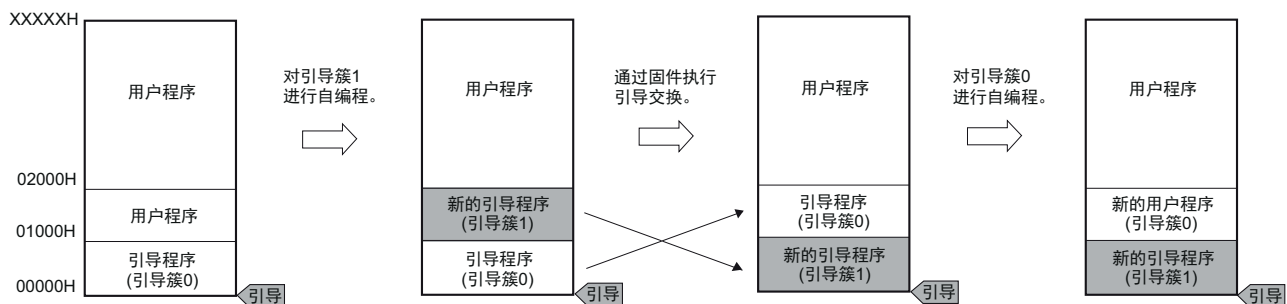 XXXXXH
用户程序
02000H
用户程序
01000H
引导程序
(引导簇0)
00000H
引导
对引导簇1
进行自编程。
用户程序
新的引导程序
(引导簇1)
引导程序
(引导簇0)
引导
通过固件执行
引导交换。
用户程序
引导程序
(引导簇0)
新的引导程序
(引导簇1)
引导
对引导簇0
进行自编程。
用户程序
新的用户程序
(引导簇0)
新的引导程序
(引导簇1)
引导